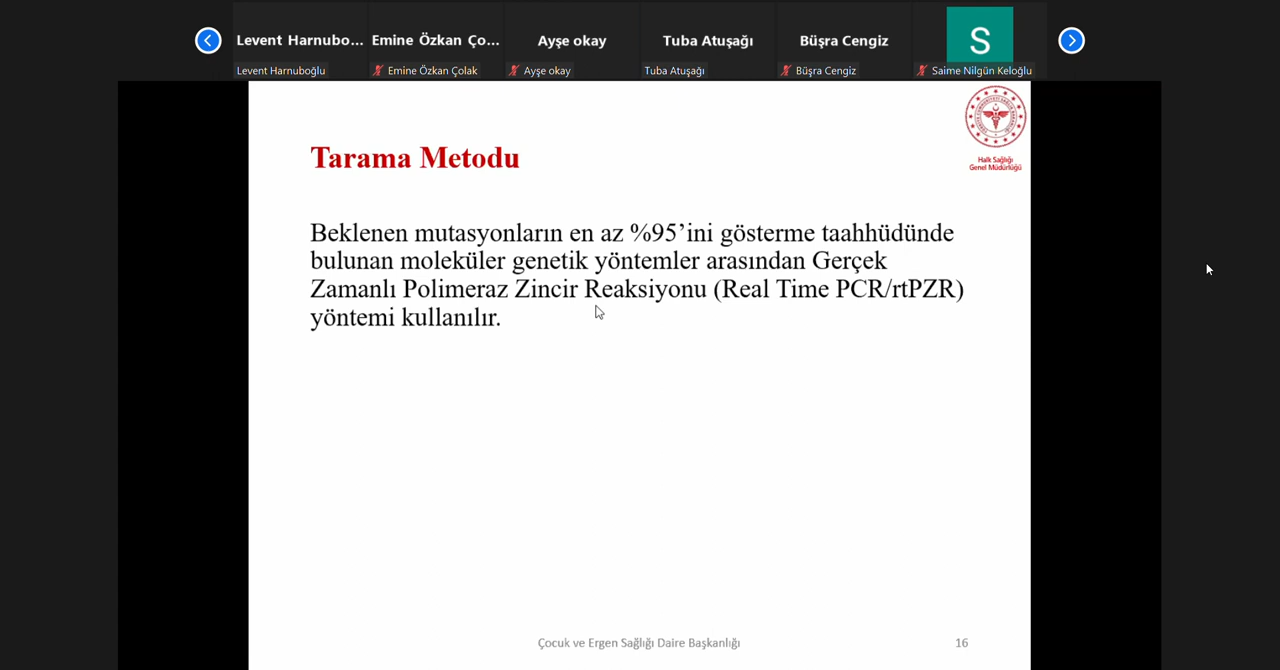 Levent Harnubo...
Emine Özkan Ço...
Ayşe okay
Tuba Atuşağı
Büşra Cengiz
S
Levent Harnuboğlu
Emine Özkan Çolak
Ayşe okay
Tuba Atuşağı
Büşra Cengiz
Saime Nilgün Keloğlu
Halk Sağlığı
Genel Müdürlüğü
Tarama Metodu
Beklenen mutasyonların en az %95’ini gösterme taahhüdünde
bulunan moleküler genetik yöntemler arasından Gerçek
Zamanlı Polimeraz Zincir Reaksiyonu (Real Time PCR/rtPZR)
yöntemi kullanılır.
Çocuk ve Ergen Sağlığı Daire Başkanlığı
16